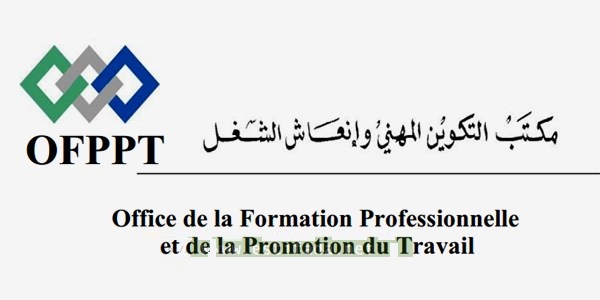 OFPPT
مكتب التكوين المهني وإنعاش الشغل
Office de la Formation Professionnelle
et de la Promotion du Travail